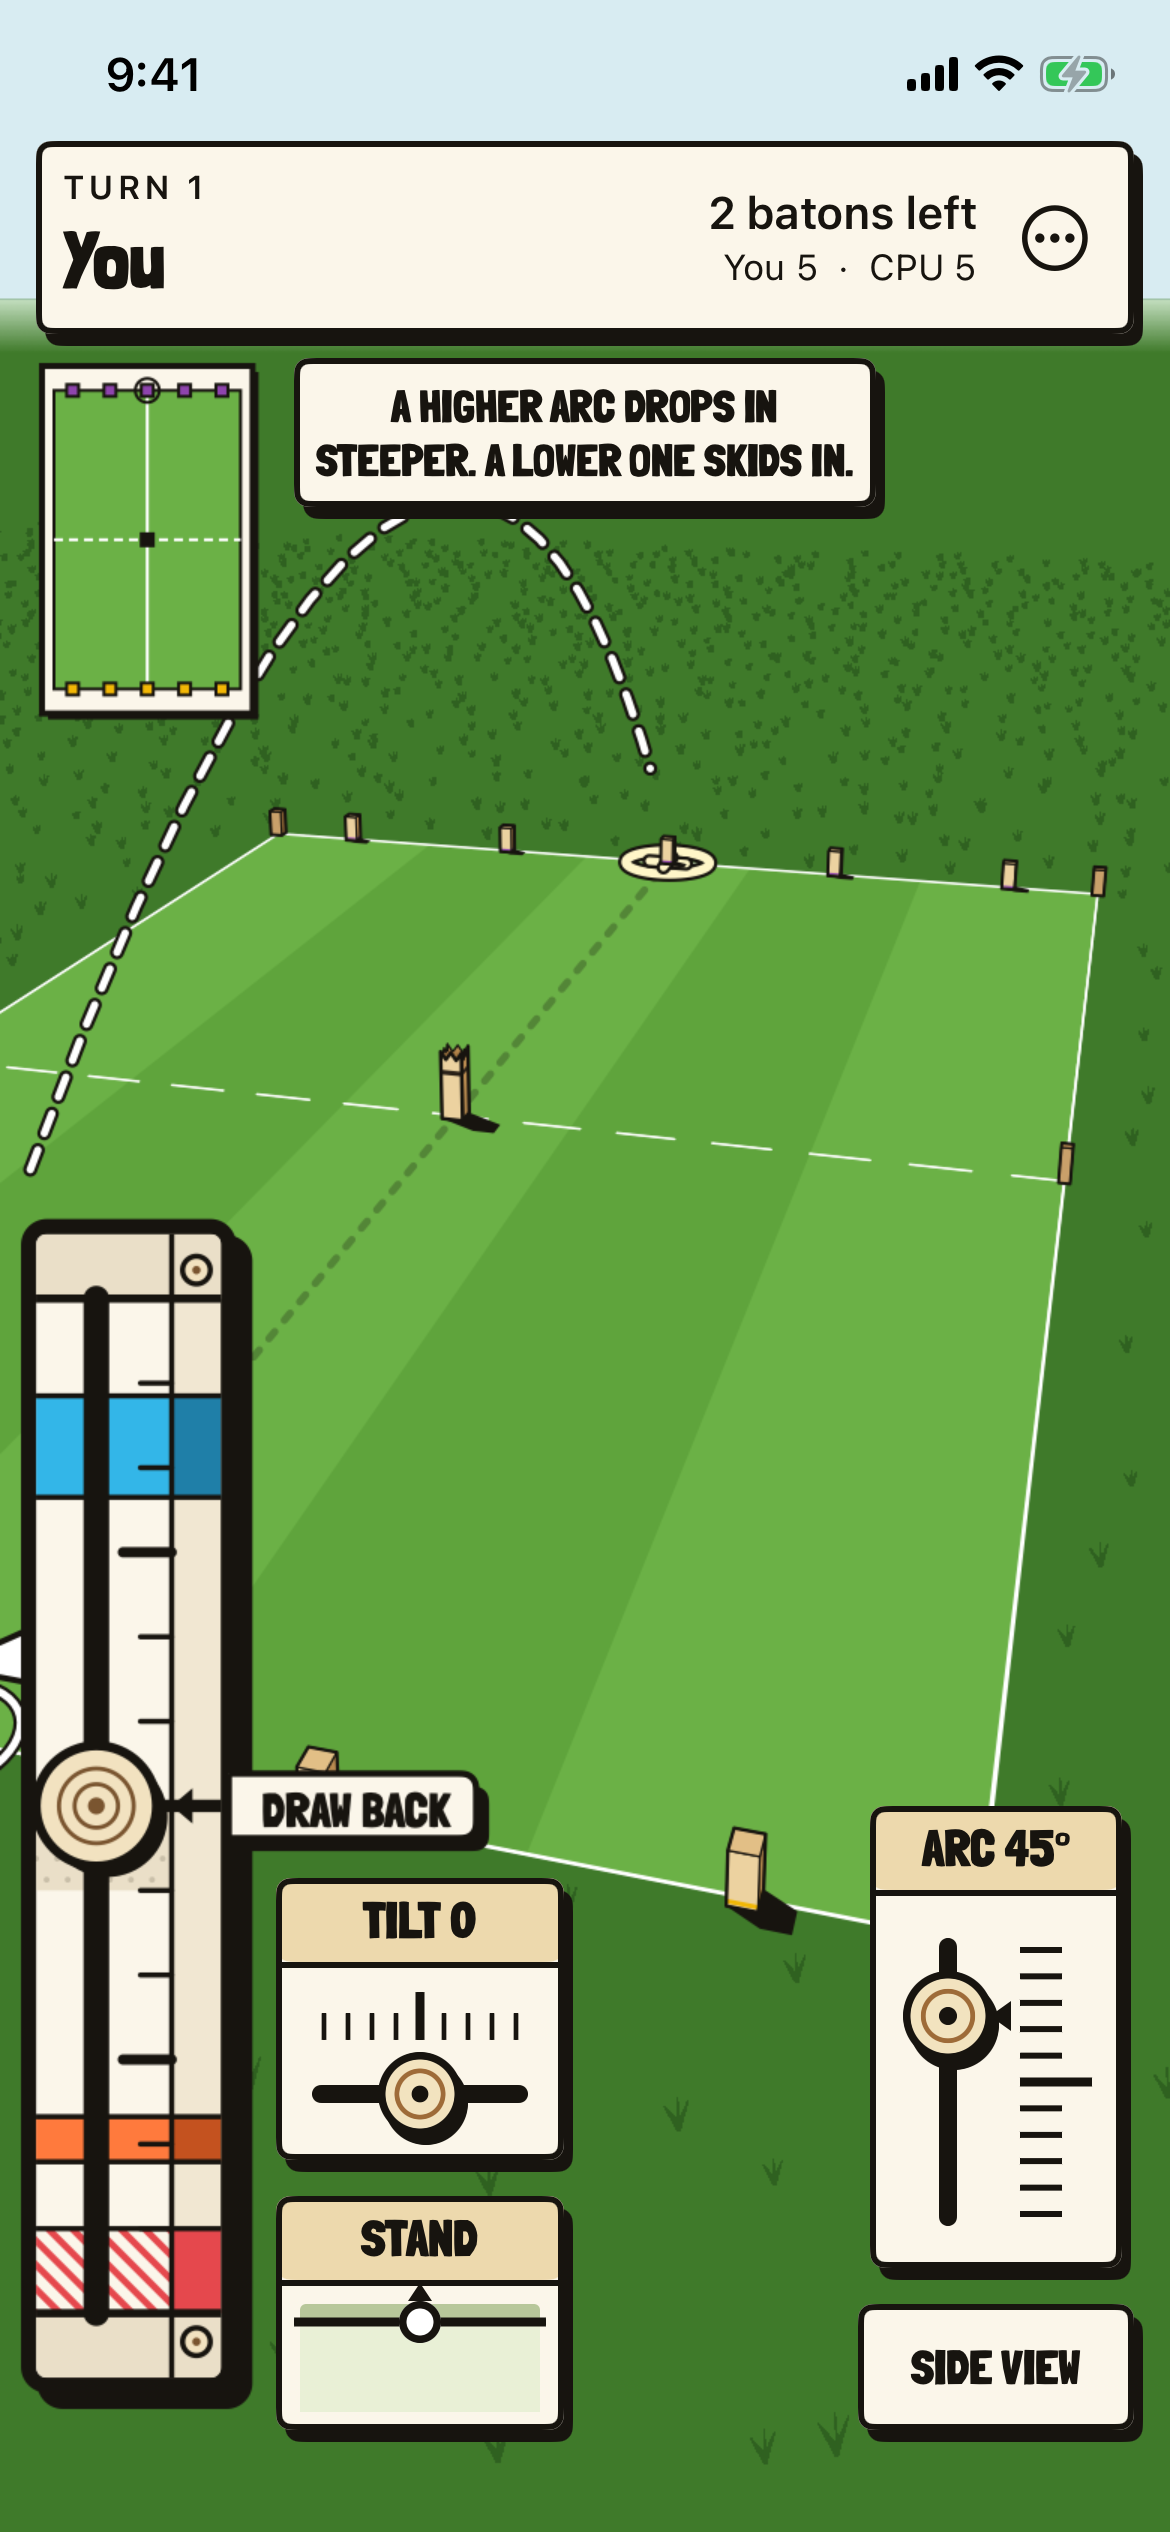 9:41
TURN 1
You
2 batons left
You 5 · CPU 5
A HIGHER ARC DROPS IN
STEEPER. A LOWER ONE SKIDS IN.
DRAW BACK
TILT 0
ARC 45°
STAND
SIDE VIEW